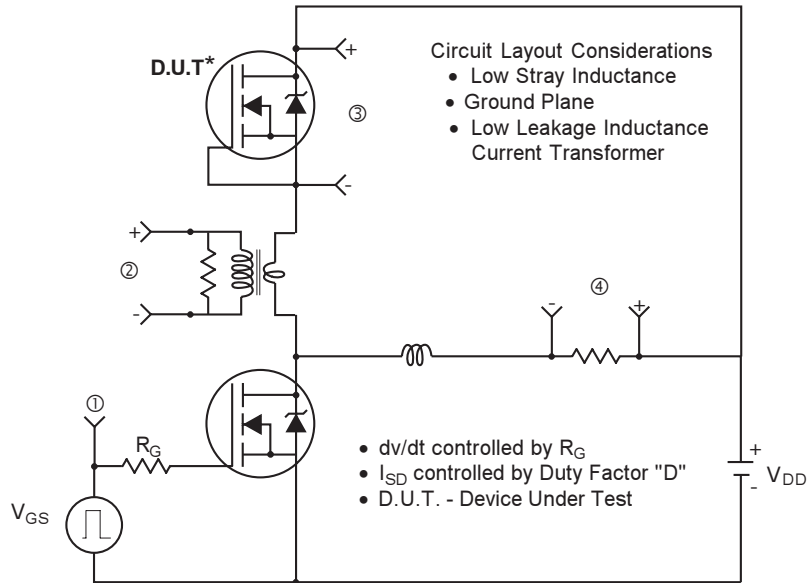 D.U.T*
+
③
-
Circuit Layout Considerations
• Low Stray Inductance
• Ground Plane
• Low Leakage Inductance
Current Transformer
+
②
-
④
-
+
①
R_G
V_GS
• dv/dt controlled by R_G
• I_SD controlled by Duty Factor "D"
• D.U.T. - Device Under Test
+
-
V_DD